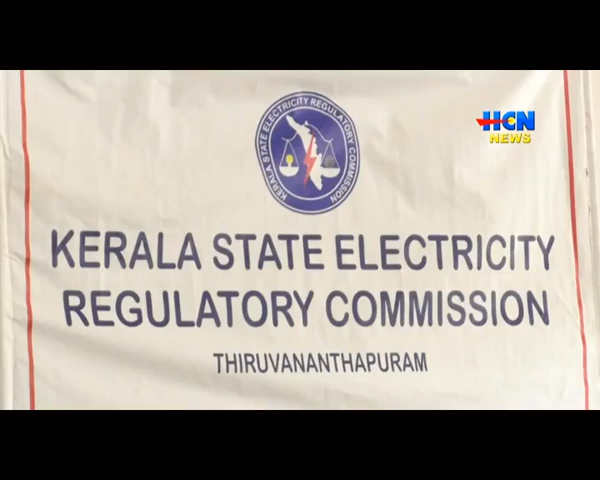 KERALA STATE ELECTRICITY REGULATORY COMMISSION
HCN
NEWS
KERALA STATE ELECTRICITY
REGULATORY COMMISSION
THIRUVANANTHAPURAM